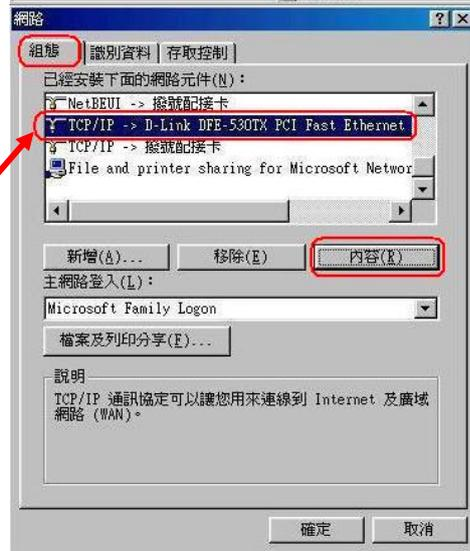 網路
組態 識別資料 存取控制
已經安裝下面的網路元件(N)：
NetBEUI -> 撥號配接卡
TCP/IP -> D-Link DFE-530TX PCI Fast Ethernet
TCP/IP -> 撥號配接卡
File and printer sharing for Microsoft Networ
新增(A)... 移除(E) 內容(R)
主網路登入(L)：
Microsoft Family Logon
檔案及列印分享(F)...
說明
TCP/IP 通訊協定可以讓您用來連線到 Internet 及廣域
網路 (WAN)。
確定 取消